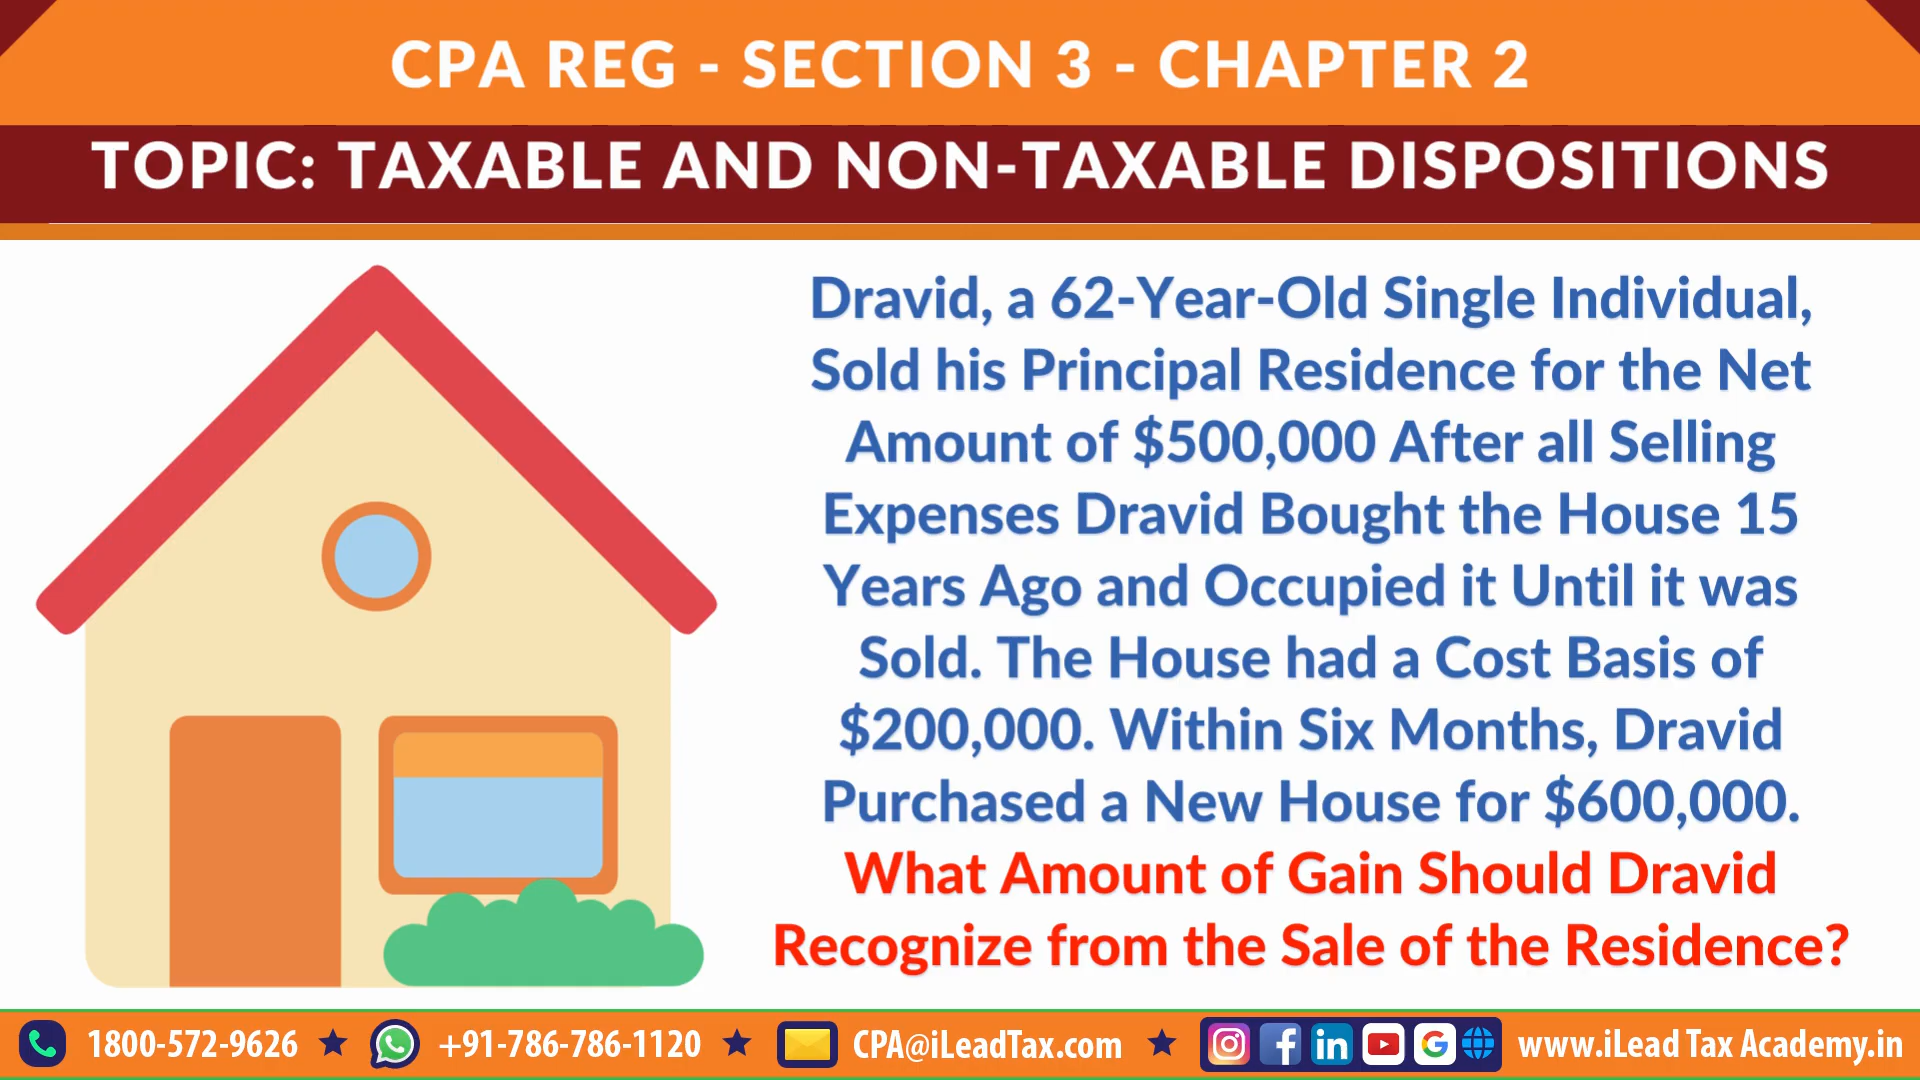 CPA REG - SECTION 3 - CHAPTER 2
TOPIC: TAXABLE AND NON-TAXABLE DISPOSITIONS
Dravid, a 62-Year-Old Single Individual,
Sold his Principal Residence for the Net
Amount of $500,000 After all Selling
Expenses Dravid Bought the House 15
Years Ago and Occupied it Until it was
Sold. The House had a Cost Basis of
$200,000. Within Six Months, Dravid
Purchased a New House for $600,000.
What Amount of Gain Should Dravid
Recognize from the Sale of the Residence?
1800-572-9626 +91-786-786-1120 CPA@iLeadTax.com www.iLead Tax Academy.in